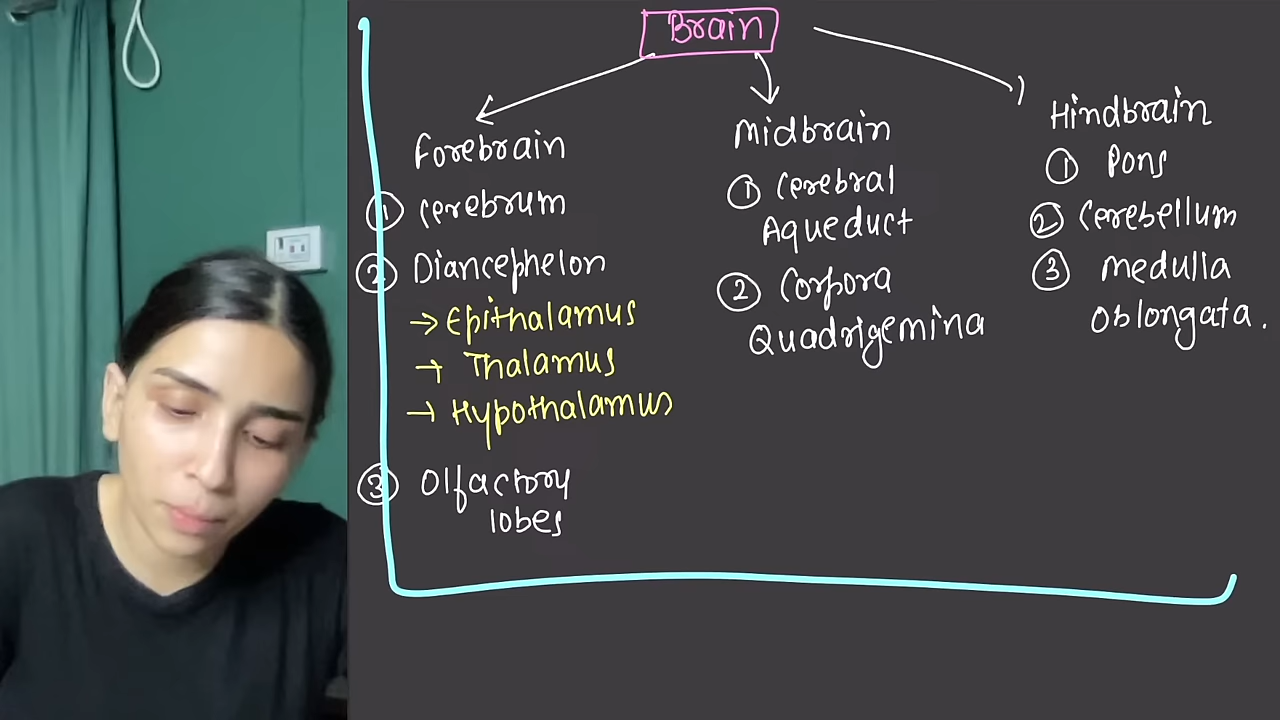 Brain
Forebrain
① Cerebrum
② Diancephelon
→ Epithalamus
→ Thalamus
→ Hypothalamus
③ Olfactory
lobes
Midbrain
① Cerebral
Aqueduct
② Corpora
Quadrigemina
Hindbrain
① Pons
② Cerebellum
③ Medulla
Oblongata.